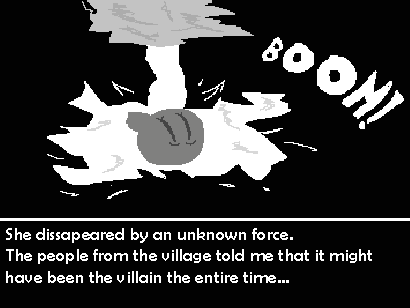 BOOM!
She dissapeared by an unknown force.
The people from the village told me that it might
have been the villain the entire time...